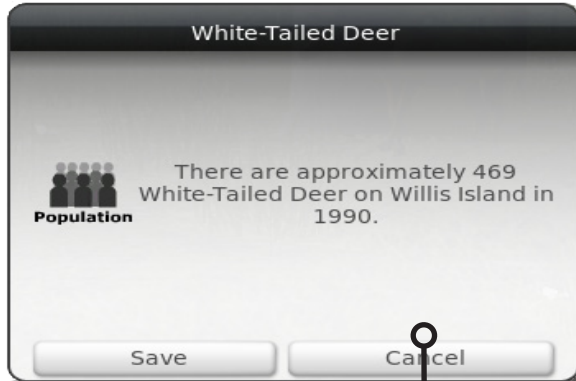 White-Tailed Deer
There are approximately 469
White-Tailed Deer on Willis Island in
1990.
Population
Save
Cancel